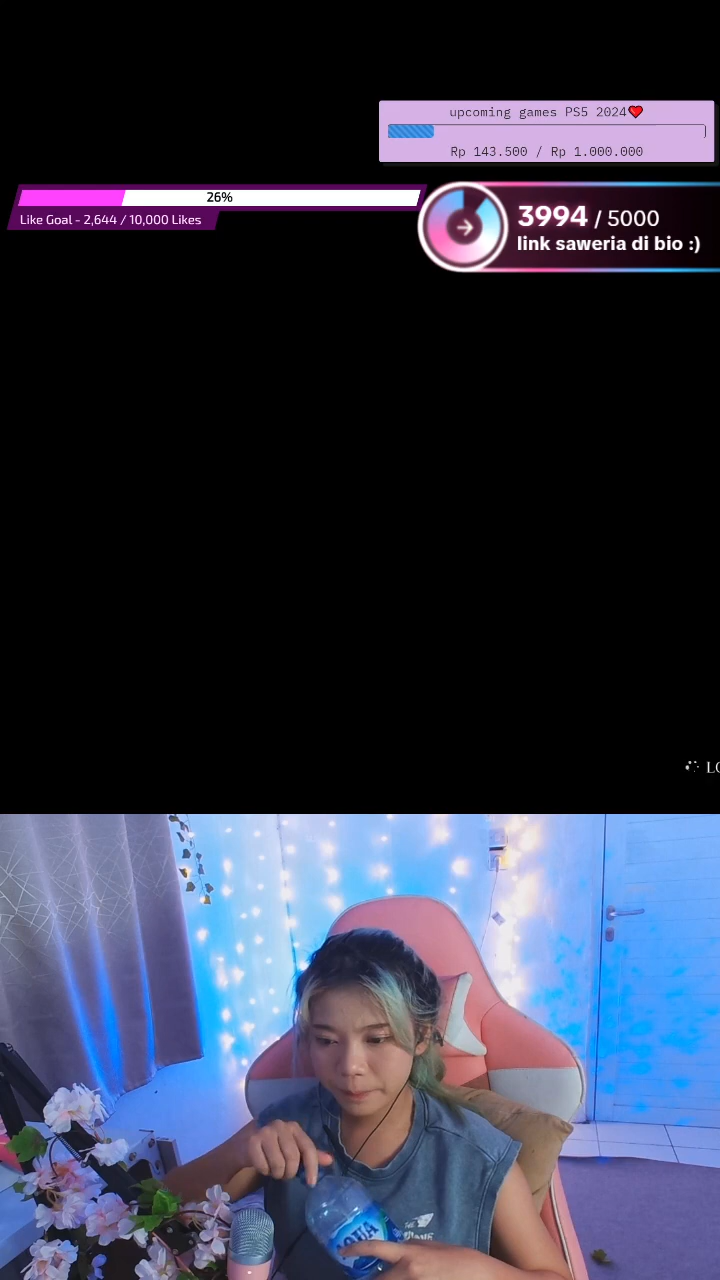 upcoming games PS5 2024❤️
Rp 143.500 / Rp 1.000.000
26%
Like Goal - 2,644 / 10,000 Likes
3994 / 5000
link saweria di bio :)
AQUA